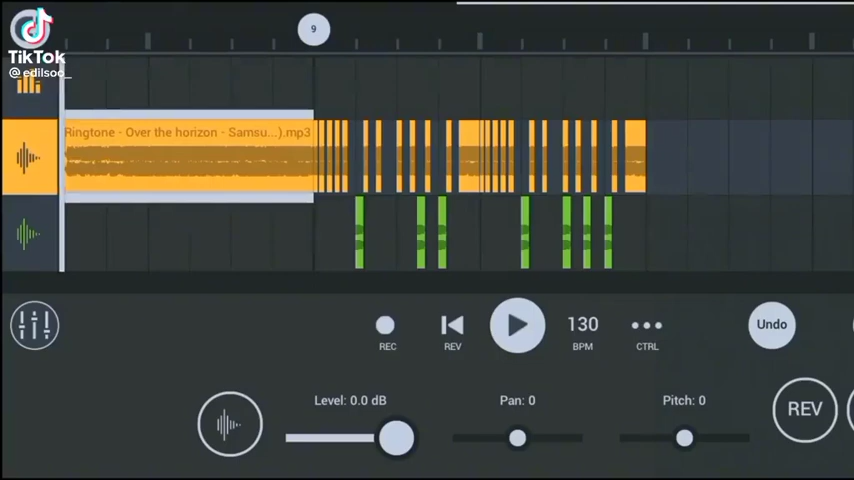 TikTok
@edilsoo_
9
Ringtone - Over the horizon - Samsu...).mp3
REC
REV
130
BPM
CTRL
Undo
Level: 0.0 dB
Pan: 0
Pitch: 0
REV